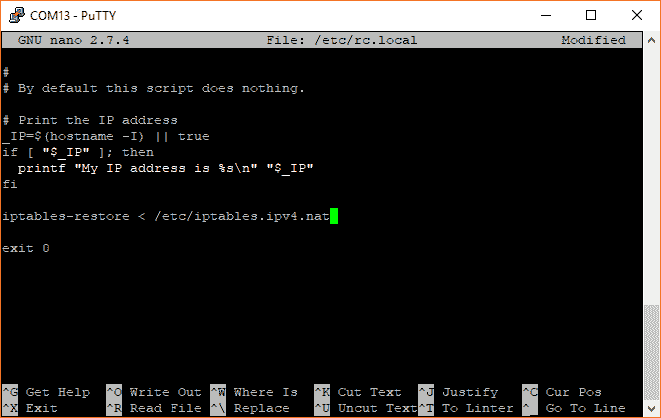 COM13 - PuTTY
GNU nano 2.7.4 File: /etc/rc.local Modified
#
# By default this script does nothing.
# Print the IP address
_IP=$(hostname -I) || true
if [ "$_IP" ]; then
  printf "My IP address is %s\n" "$_IP"
fi
iptables-restore < /etc/iptables.ipv4.nat
exit 0
^G Get Help ^O Write Out ^W Where Is ^K Cut Text ^J Justify ^C Cur Pos
^X Exit ^R Read File ^\ Replace ^U Uncut Text ^T To Linter ^_ Go To Line